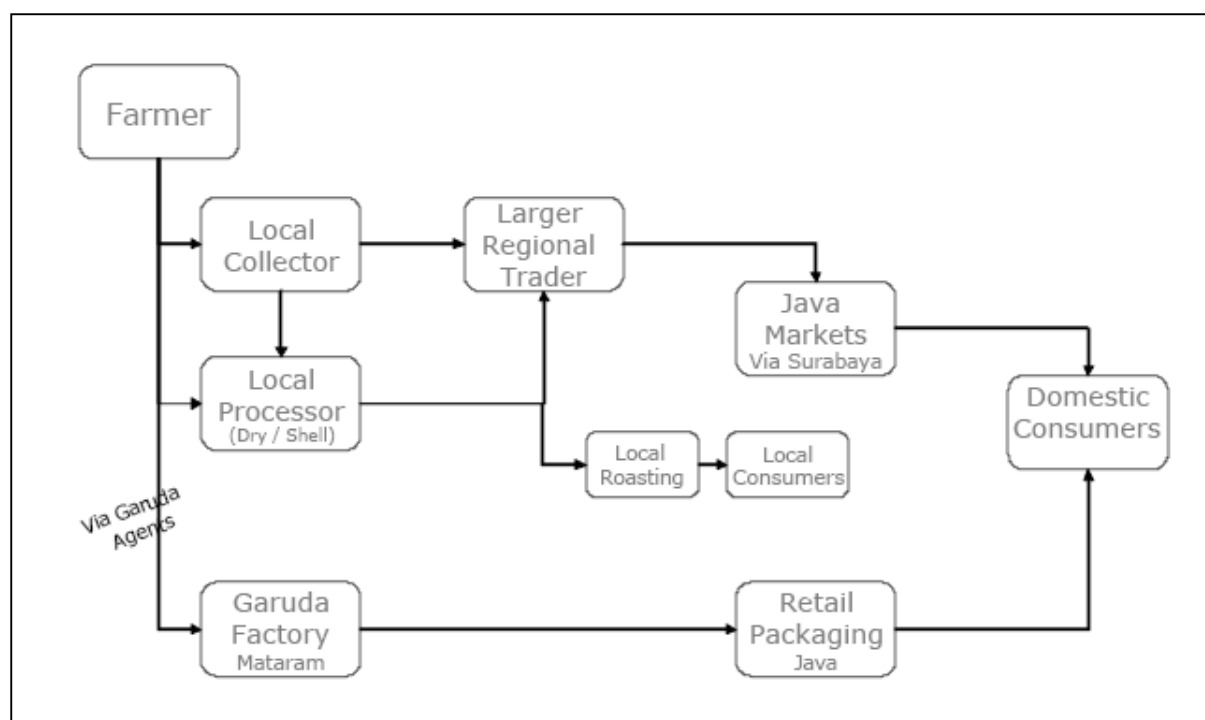 Farmer
Local
Collector
Larger
Regional
Trader
Java
Markets
Via Surabaya
Local
Processor
(Dry / Shell)
Domestic
Consumers
Local
Roasting
Local
Consumers
Via Garuda
Agents
Garuda
Factory
Mataram
Retail
Packaging
Java